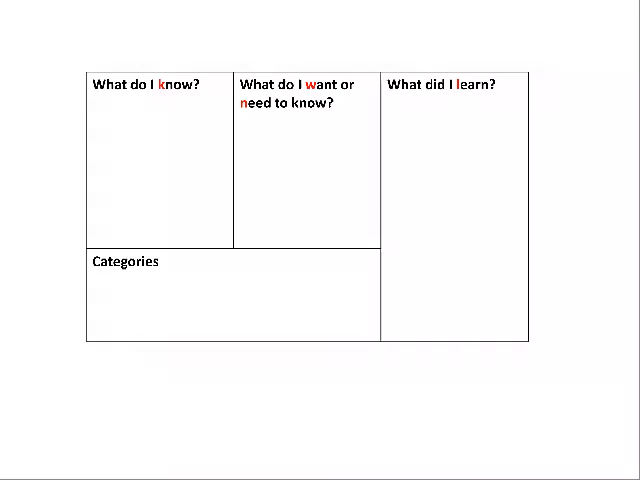 What do I know?
What do I want or
need to know?
What did I learn?
Categories